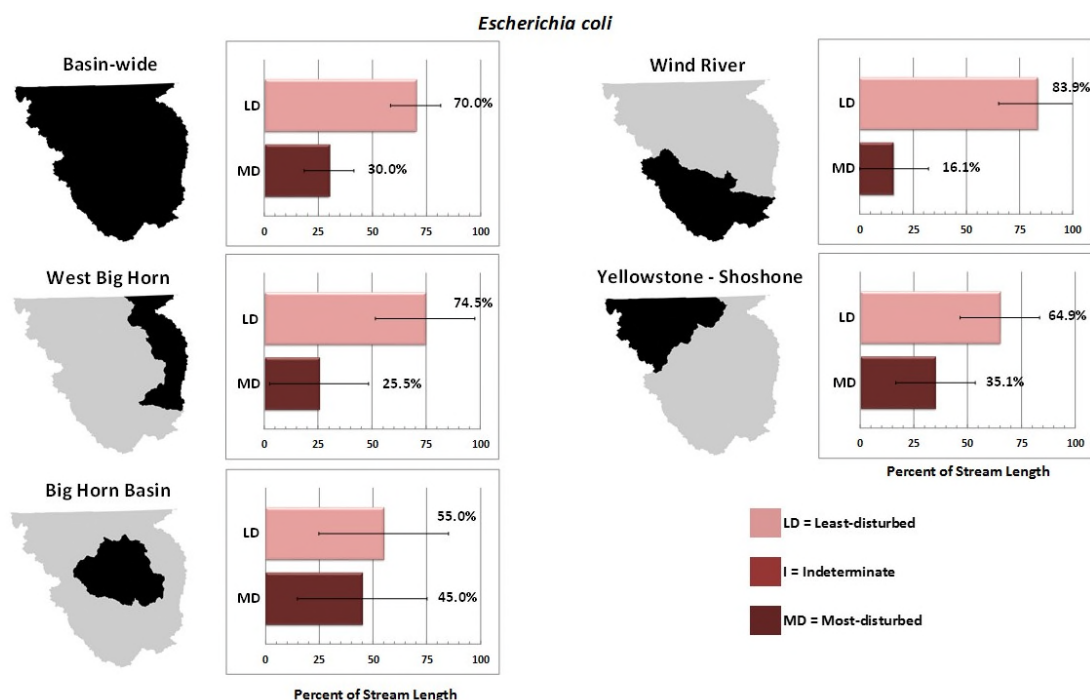 Escherichia coli
Basin-wide
LD
70.0%
MD
30.0%
0 25 50 75 100
West Big Horn
LD
74.5%
MD
25.5%
0 25 50 75 100
Big Horn Basin
LD
55.0%
MD
45.0%
0 25 50 75 100
Percent of Stream Length
Wind River
LD
83.9%
MD
16.1%
0 25 50 75 100
Yellowstone - Shoshone
LD
64.9%
MD
35.1%
0 25 50 75 100
Percent of Stream Length
LD = Least-disturbed
I = Indeterminate
MD = Most-disturbed